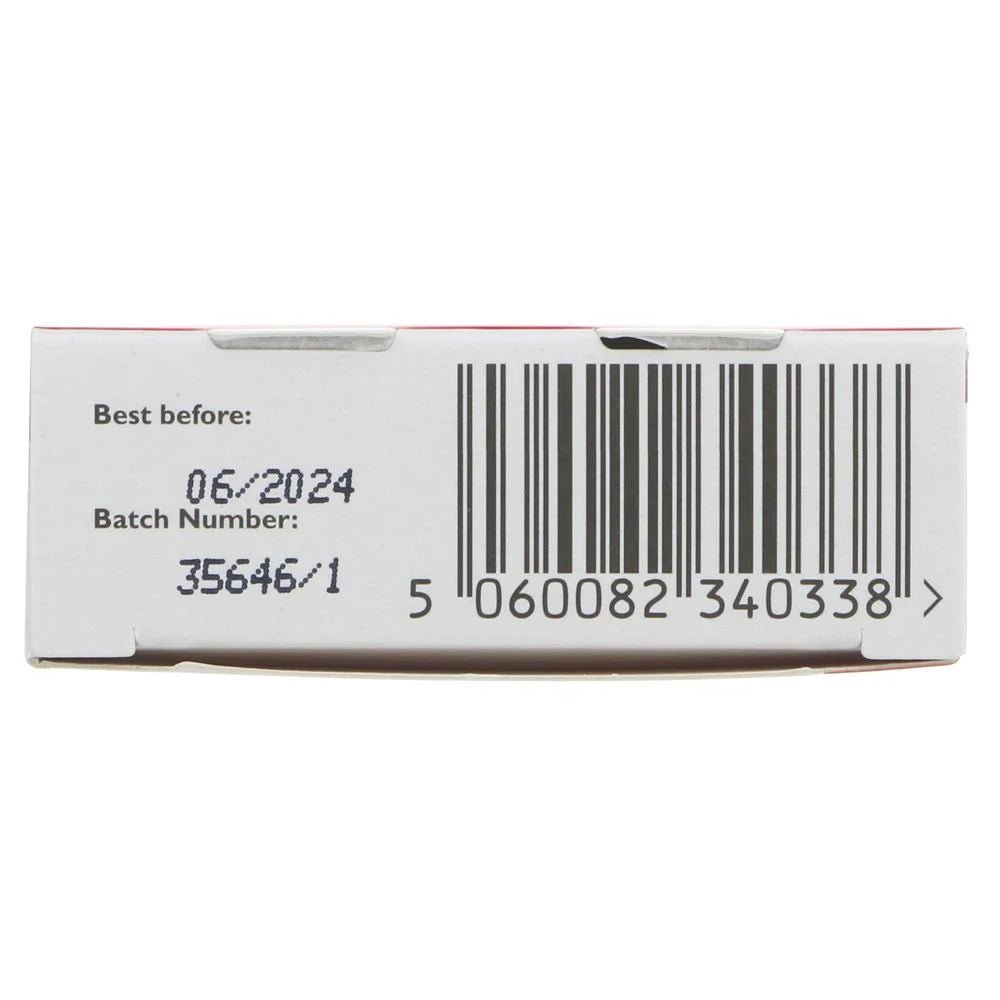 Best before:
06/2024
Batch Number:
35646/1
5 060082 340338 >